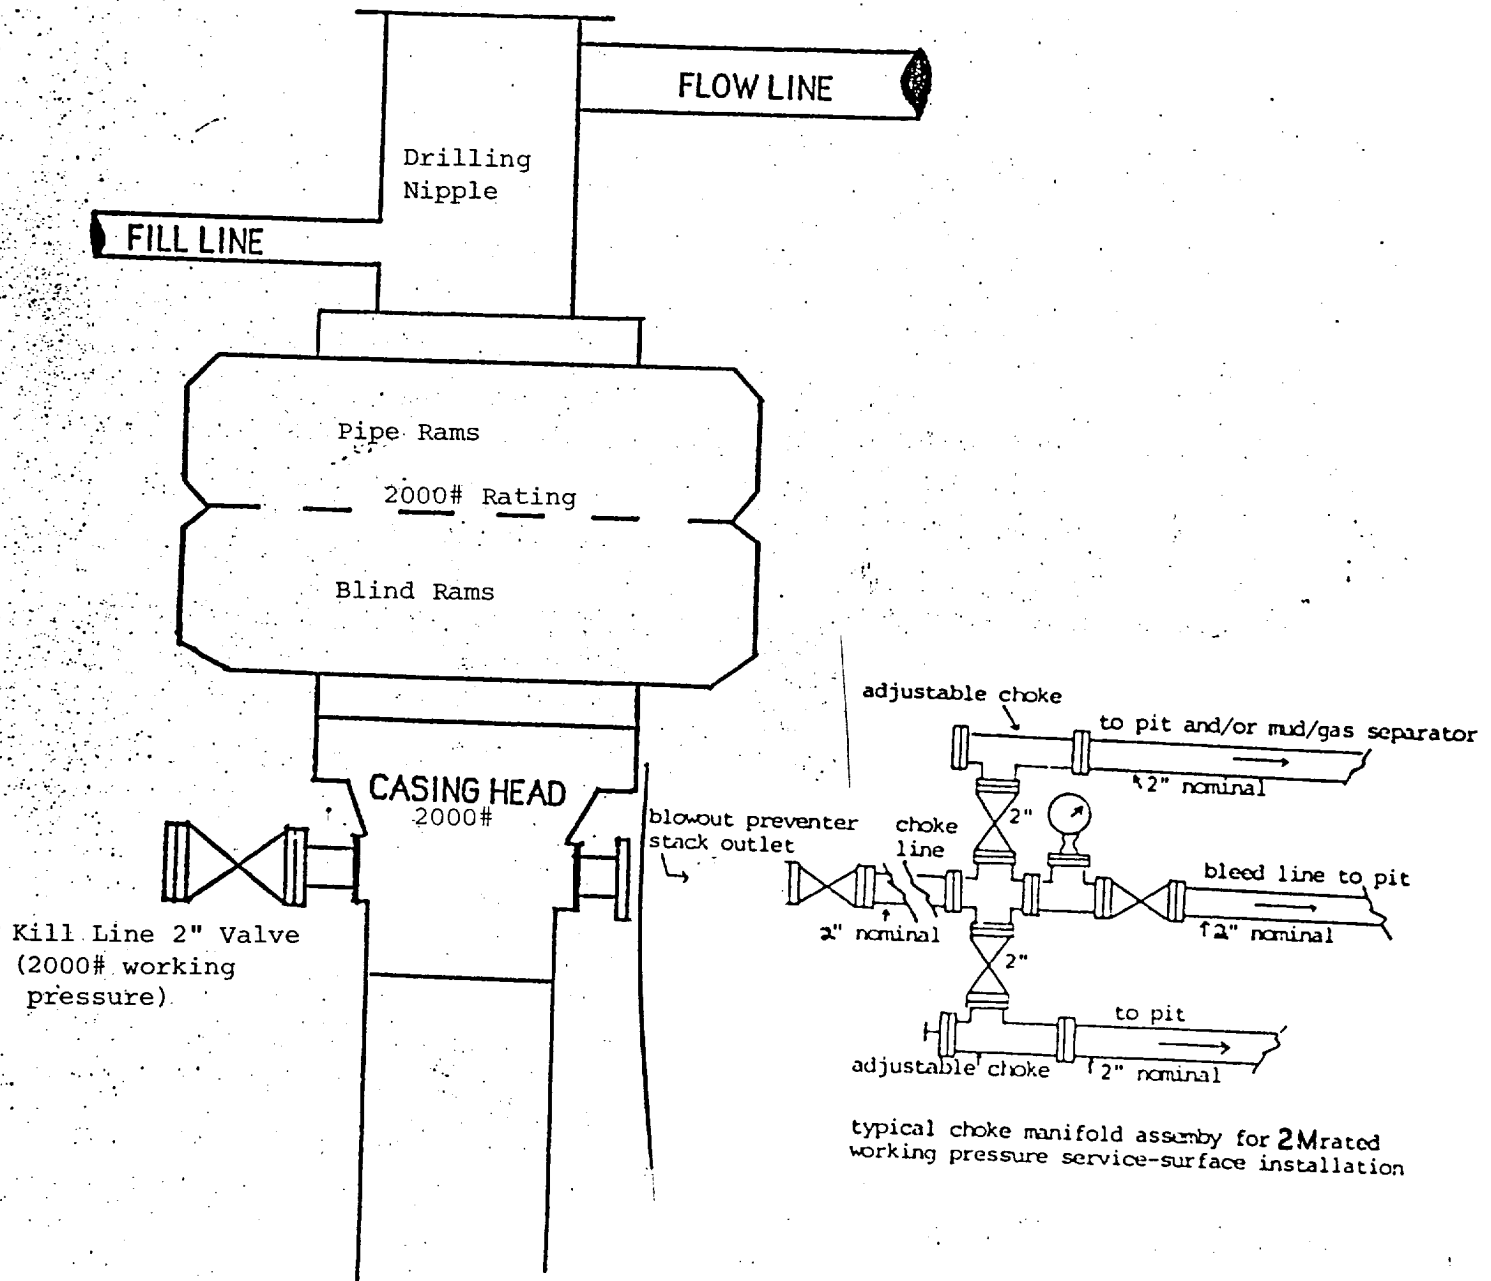 FLOW LINE
Drilling
Nipple
FILL LINE
Pipe Rams
2000# Rating
Blind Rams
CASING HEAD
2000#
Kill Line 2" Valve
(2000# working
pressure)
blowout preventer
stack outlet
adjustable choke
to pit and/or mud/gas separator
2" nominal
2"
choke
line
bleed line to pit
2" nominal
2" nominal
2"
to pit
adjustable choke
2" nominal
typical choke manifold assemby for 2M rated
working pressure service-surface installation